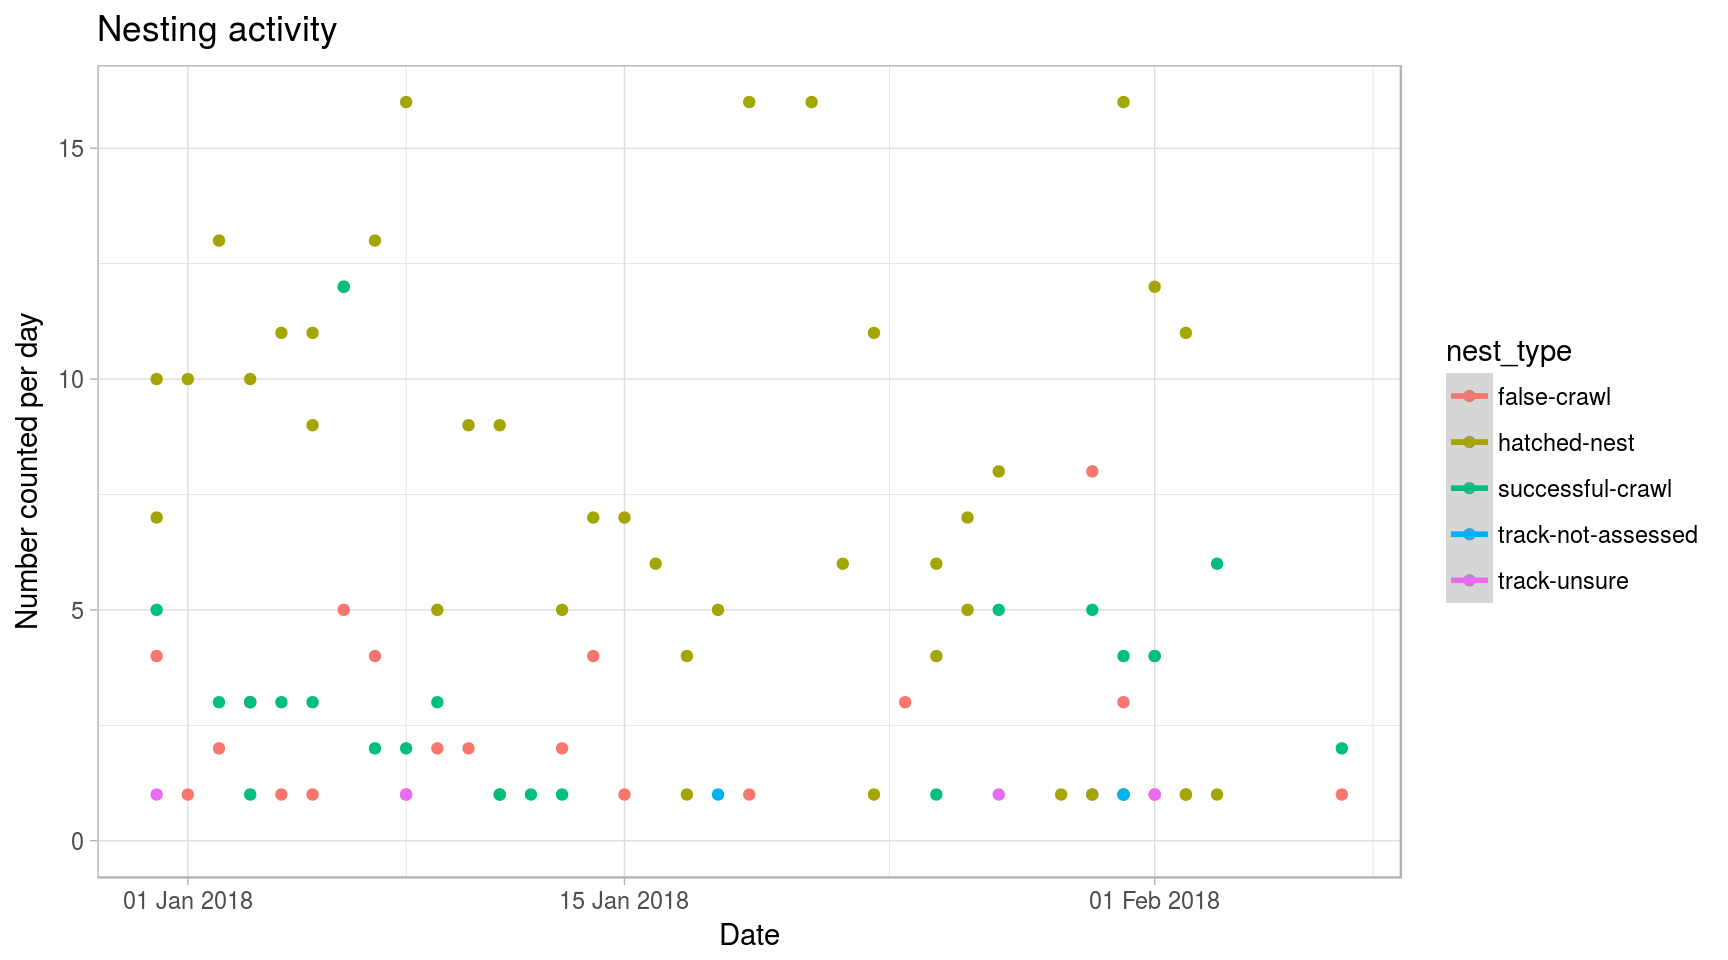 Nesting activity
Number counted per day
15
10
5
0
01 Jan 2018
15 Jan 2018
01 Feb 2018
Date
nest_type
false-crawl
hatched-nest
successful-crawl
track-not-assessed
track-unsure